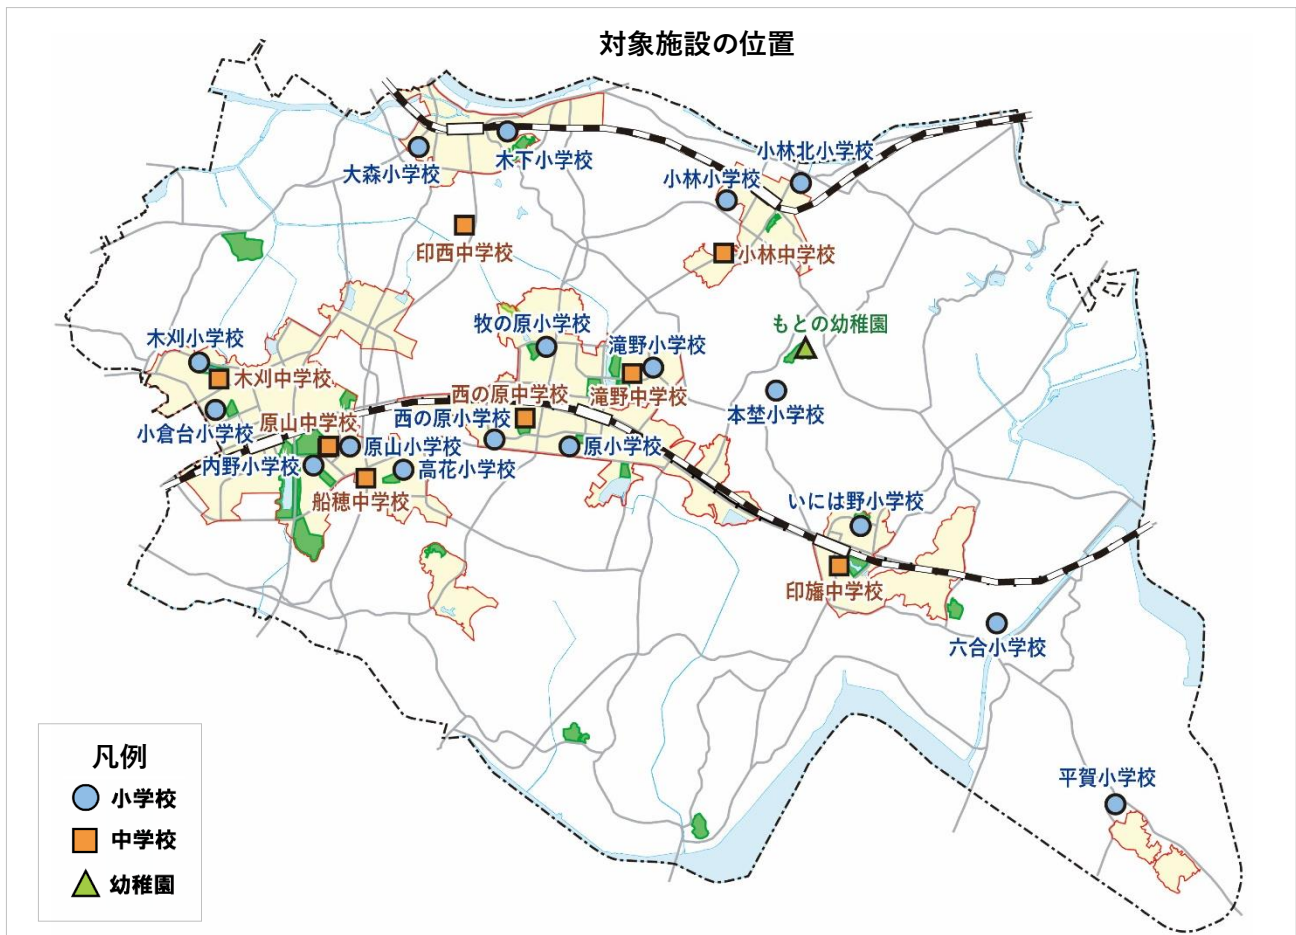 対象施設の位置
小林北小学校
木下小学校
大森小学校
小林小学校
印西中学校
小林中学校
牧の原小学校
もとの幼稚園
木刈小学校
滝野小学校
木刈中学校
西の原中学校
滝野中学校
本埜小学校
小倉台小学校
原山中学校
西の原小学校
原山小学校
原小学校
内野小学校
高花小学校
船穂中学校
いには野小学校
印旛中学校
六合小学校
平賀小学校
凡例
小学校
中学校
幼稚園